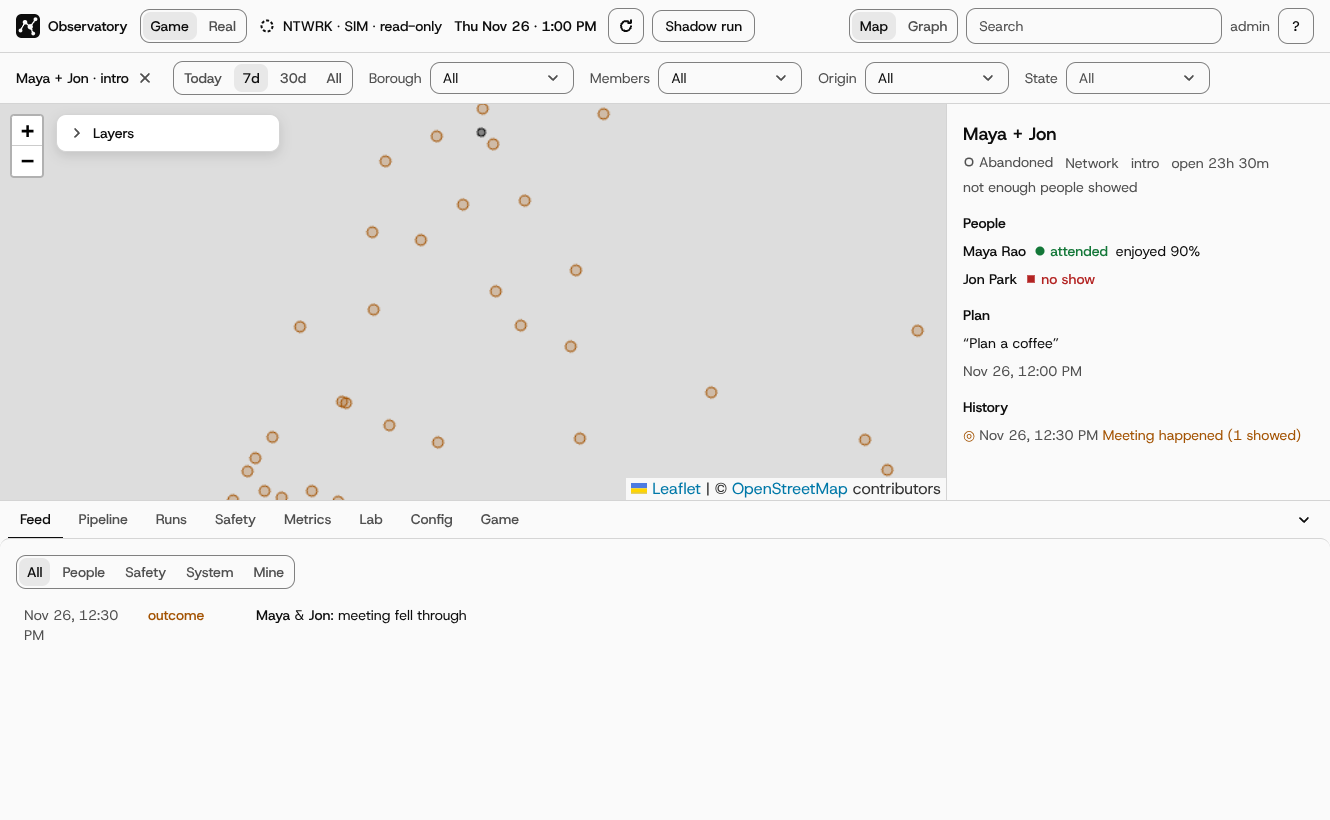 Observatory Game Real NTWRK · SIM · read-only Thu Nov 26 · 1:00 PM Shadow run Map Graph Search admin ?
Maya + Jon · intro Today 7d 30d All Borough All Members All Origin All State All
+
−
Layers
Leaflet | © OpenStreetMap contributors
Maya + Jon
Abandoned Network intro open 23h 30m
not enough people showed
People
Maya Rao attended enjoyed 90%
Jon Park no show
Plan
“Plan a coffee”
Nov 26, 12:00 PM
History
Nov 26, 12:30 PM Meeting happened (1 showed)
Feed Pipeline Runs Safety Metrics Lab Config Game
All People Safety System Mine
Nov 26, 12:30 outcome Maya & Jon: meeting fell through
PM